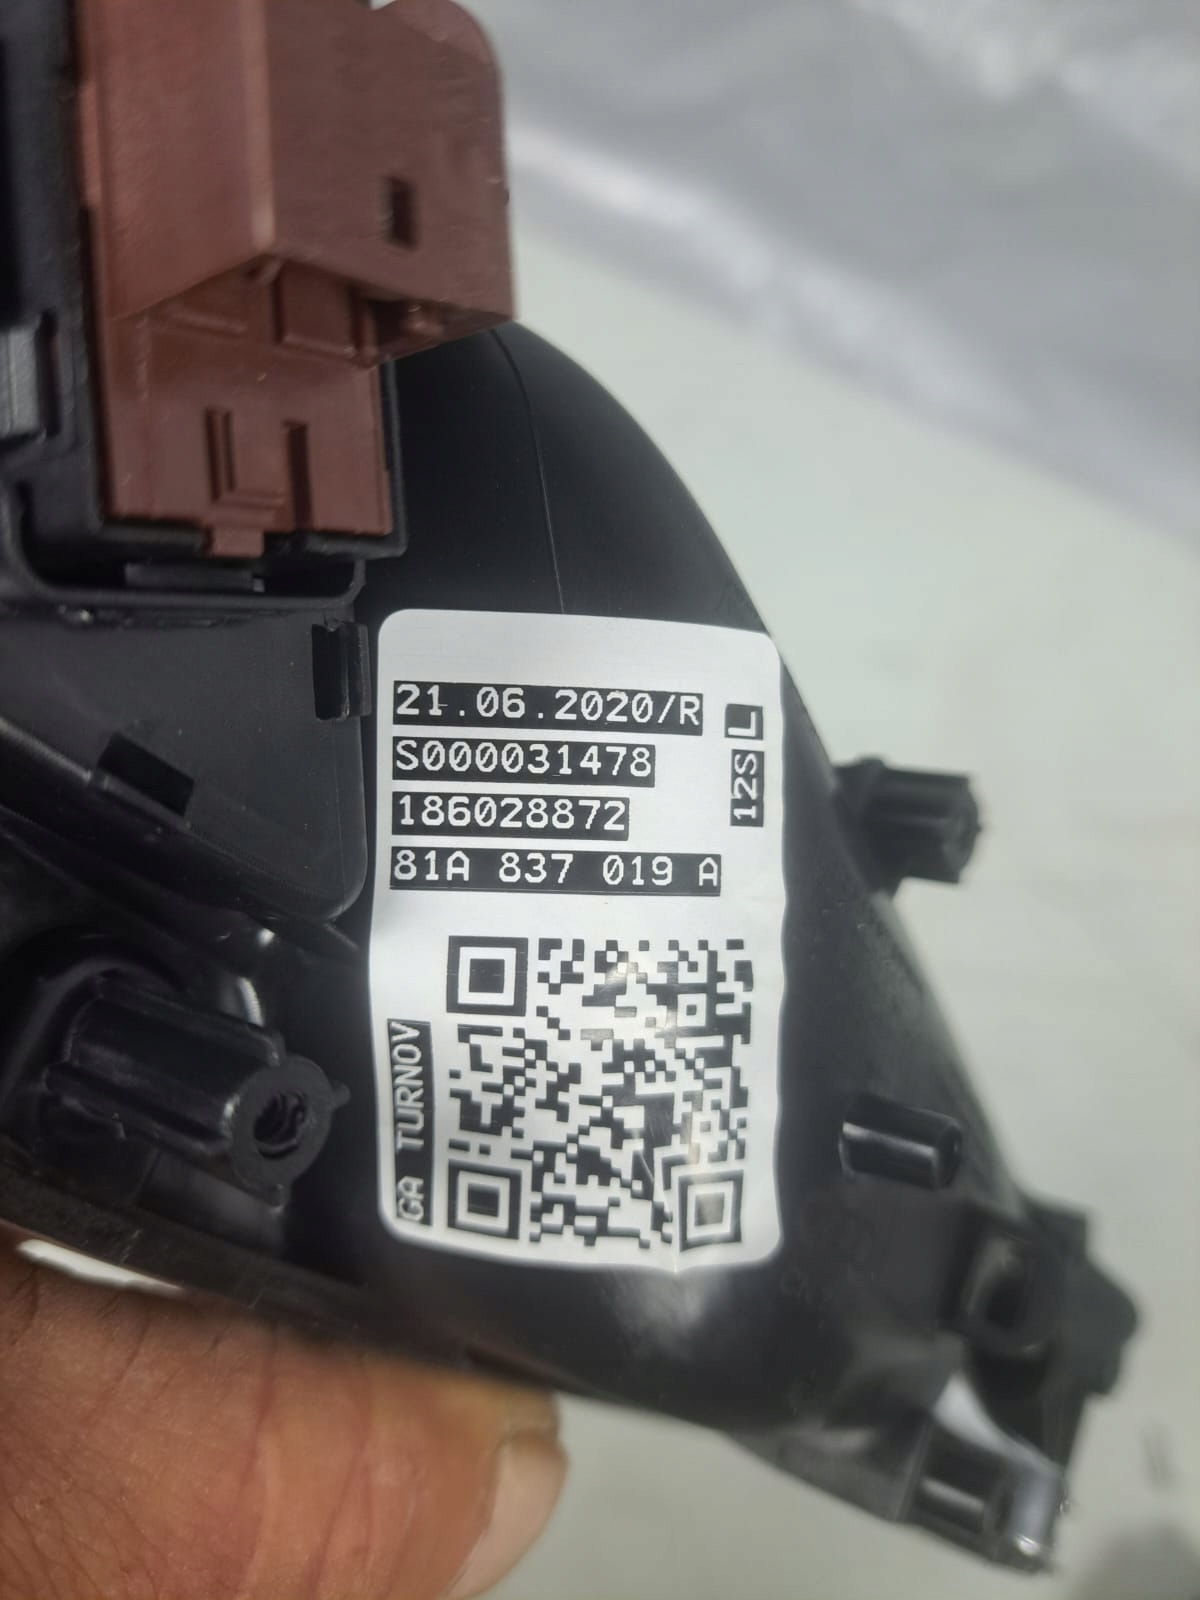 21.06.2020/R
S000031478
186028872
81A 837 019 A
12S L
GA TURNOV